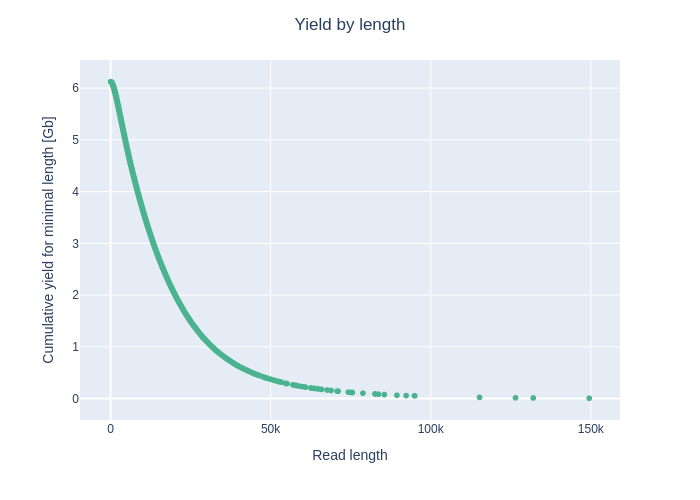 Yield by length
Cumulative yield for minimal length [Gb]
6
5
4
3
2
1
0
0 50k 100k 150k
Read length